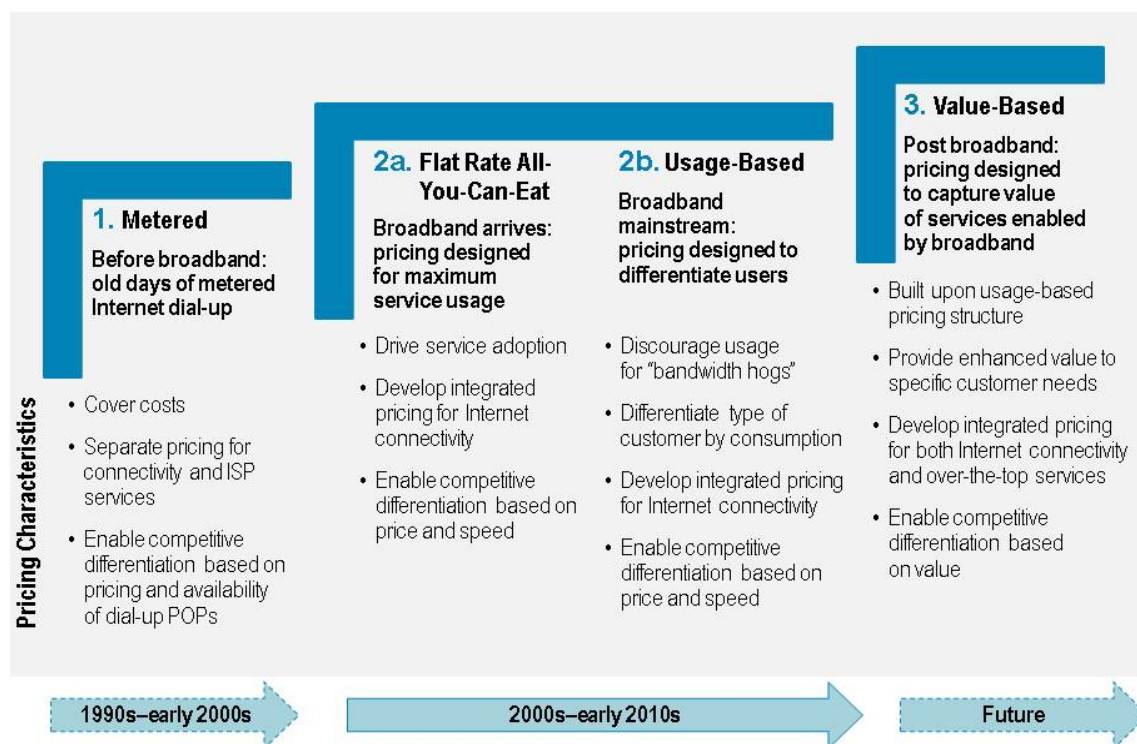 Pricing Characteristics
1. Metered
Before broadband:
old days of metered
Internet dial-up
• Cover costs
• Separate pricing for
connectivity and ISP
services
• Enable competitive
differentiation based on
pricing and availability
of dial-up POPs
2a. Flat Rate All-
You-Can-Eat
Broadband arrives:
pricing designed
for maximum
service usage
• Drive service adoption
• Develop integrated
pricing for Internet
connectivity
• Enable competitive
differentiation based on
price and speed
2b. Usage-Based
Broadband
mainstream:
pricing designed to
differentiate users
• Discourage usage
for “bandwidth hogs”
• Differentiate type of
customer by consumption
• Develop integrated pricing
for Internet connectivity
• Enable competitive
differentiation based on
price and speed
3. Value-Based
Post broadband:
pricing designed
to capture value
of services enabled
by broadband
• Built upon usage-based
pricing structure
• Provide enhanced value to
specific customer needs
• Develop integrated pricing
for both Internet connectivity
and over-the-top services
• Enable competitive
differentiation based
on value
1990s–early 2000s
2000s–early 2010s
Future